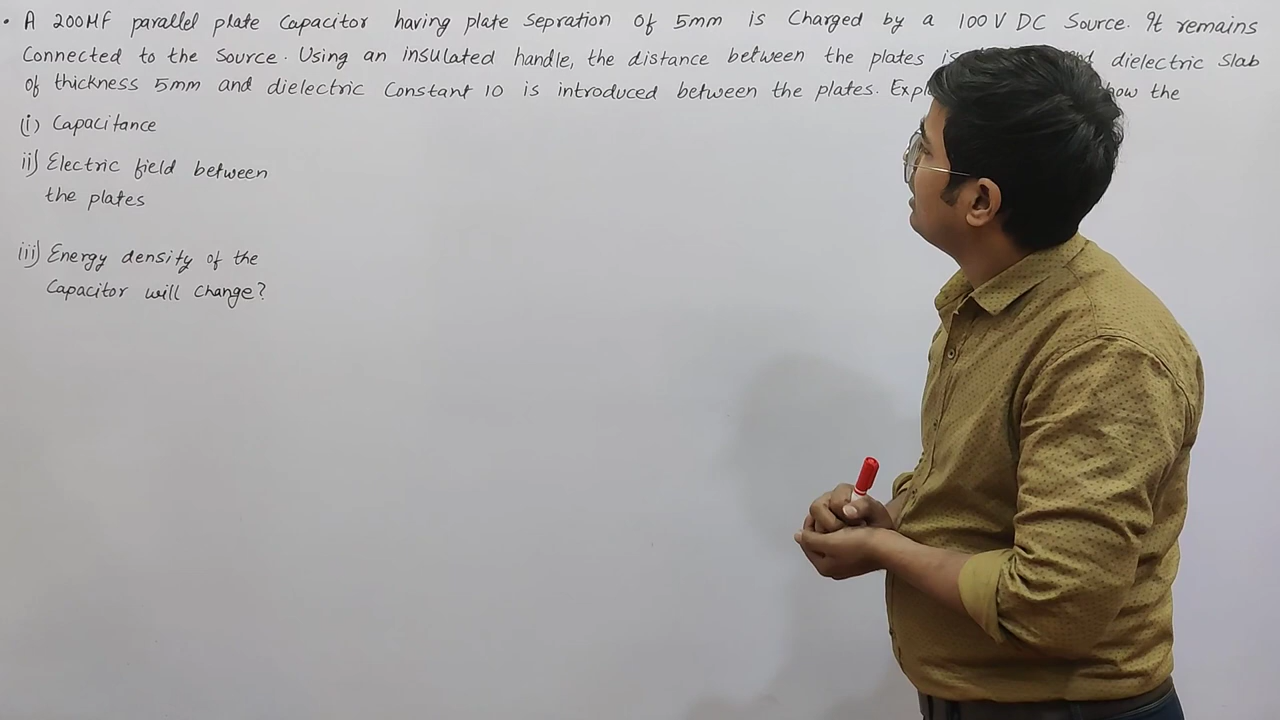 • A 200MF parallel plate Capacitor having plate Sepration of 5mm is Charged by a 100 V DC Source. It remains
Connected to the Source. Using an insulated handle, the distance between the plates is dielectric Slab
of thickness 5mm and dielectric Constant 10 is introduced between the plates. how the
(i) Capacitance
ii) Electric field between
the plates
iii) Energy density of the
Capacitor will Change?